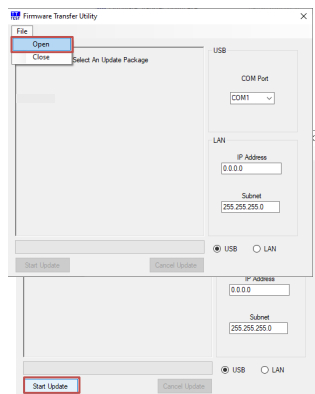 Firmware Transfer Utility
File
Open
Close
Select An Update Package
USB
COM Port
COM1
LAN
IP Address
0.0.0.0
Subnet
255.255.255.0
USB
LAN
Start Update
Cancel Update
IP Address
0.0.0.0
Subnet
255.255.255.0
USB
LAN
Start Update
Cancel Update